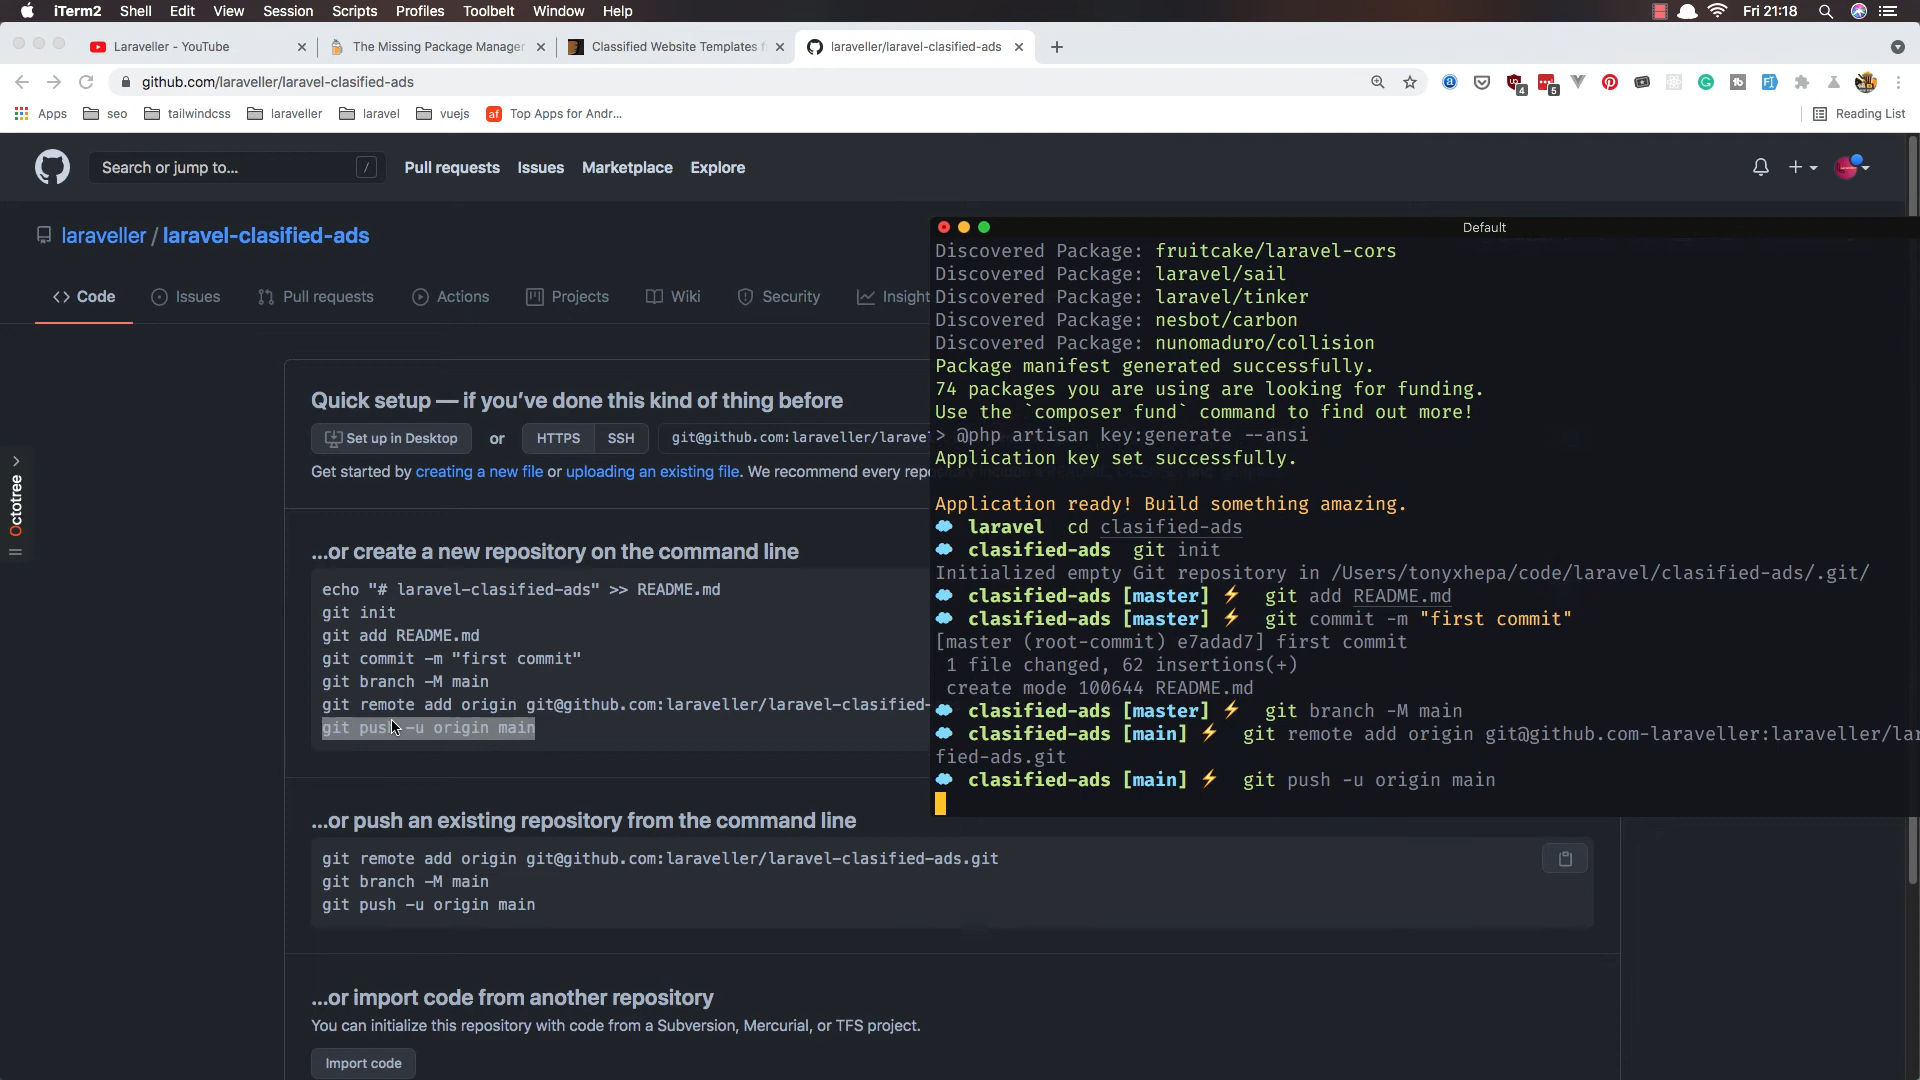 iTerm2 Shell Edit View Session Scripts Profiles Toolbelt Window Help Fri 21:18
Laraveller - YouTube
The Missing Package Manager
Classified Website Templates f
laraveller/laravel-clasified-ads
github.com/laraveller/laravel-clasified-ads
4
5
Apps seo tailwindcss laraveller laravel vuejs af Top Apps for Andr... Reading List
Search or jump to... / Pull requests Issues Marketplace Explore
laraveller / laravel-clasified-ads
<> Code Issues Pull requests Actions Projects Wiki Security Insight
Quick setup — if you've done this kind of thing before
Set up in Desktop or HTTPS SSH git@github.com:laraveller/larave
Get started by creating a new file or uploading an existing file. We recommend every repo
Octotree
...or create a new repository on the command line
echo "# laravel-clasified-ads" >> README.md
git init
git add README.md
git commit -m "first commit"
git branch -M main
git remote add origin git@github.com:laraveller/laravel-clasified-
git push -u origin main
...or push an existing repository from the command line
git remote add origin git@github.com:laraveller/laravel-clasified-ads.git
git branch -M main
git push -u origin main
...or import code from another repository
You can initialize this repository with code from a Subversion, Mercurial, or TFS project.
Import code
Default
Discovered Package: fruitcake/laravel-cors
Discovered Package: laravel/sail
Discovered Package: laravel/tinker
Discovered Package: nesbot/carbon
Discovered Package: nunomaduro/collision
Package manifest generated successfully.
74 packages you are using are looking for funding.
Use the `composer fund` command to find out more!
> @php artisan key:generate --ansi
Application key set successfully.
Application ready! Build something amazing.
laravel cd clasified-ads
clasified-ads git init
Initialized empty Git repository in /Users/tonyxhepa/code/laravel/clasified-ads/.git/
clasified-ads [master] ⚡ git add README.md
clasified-ads [master] ⚡ git commit -m "first commit"
[master (root-commit) e7adad7] first commit
1 file changed, 62 insertions(+)
create mode 100644 README.md
clasified-ads [master] ⚡ git branch -M main
clasified-ads [main] ⚡ git remote add origin git@github.com-laraveller:laraveller/lar
fied-ads.git
clasified-ads [main] ⚡ git push -u origin main